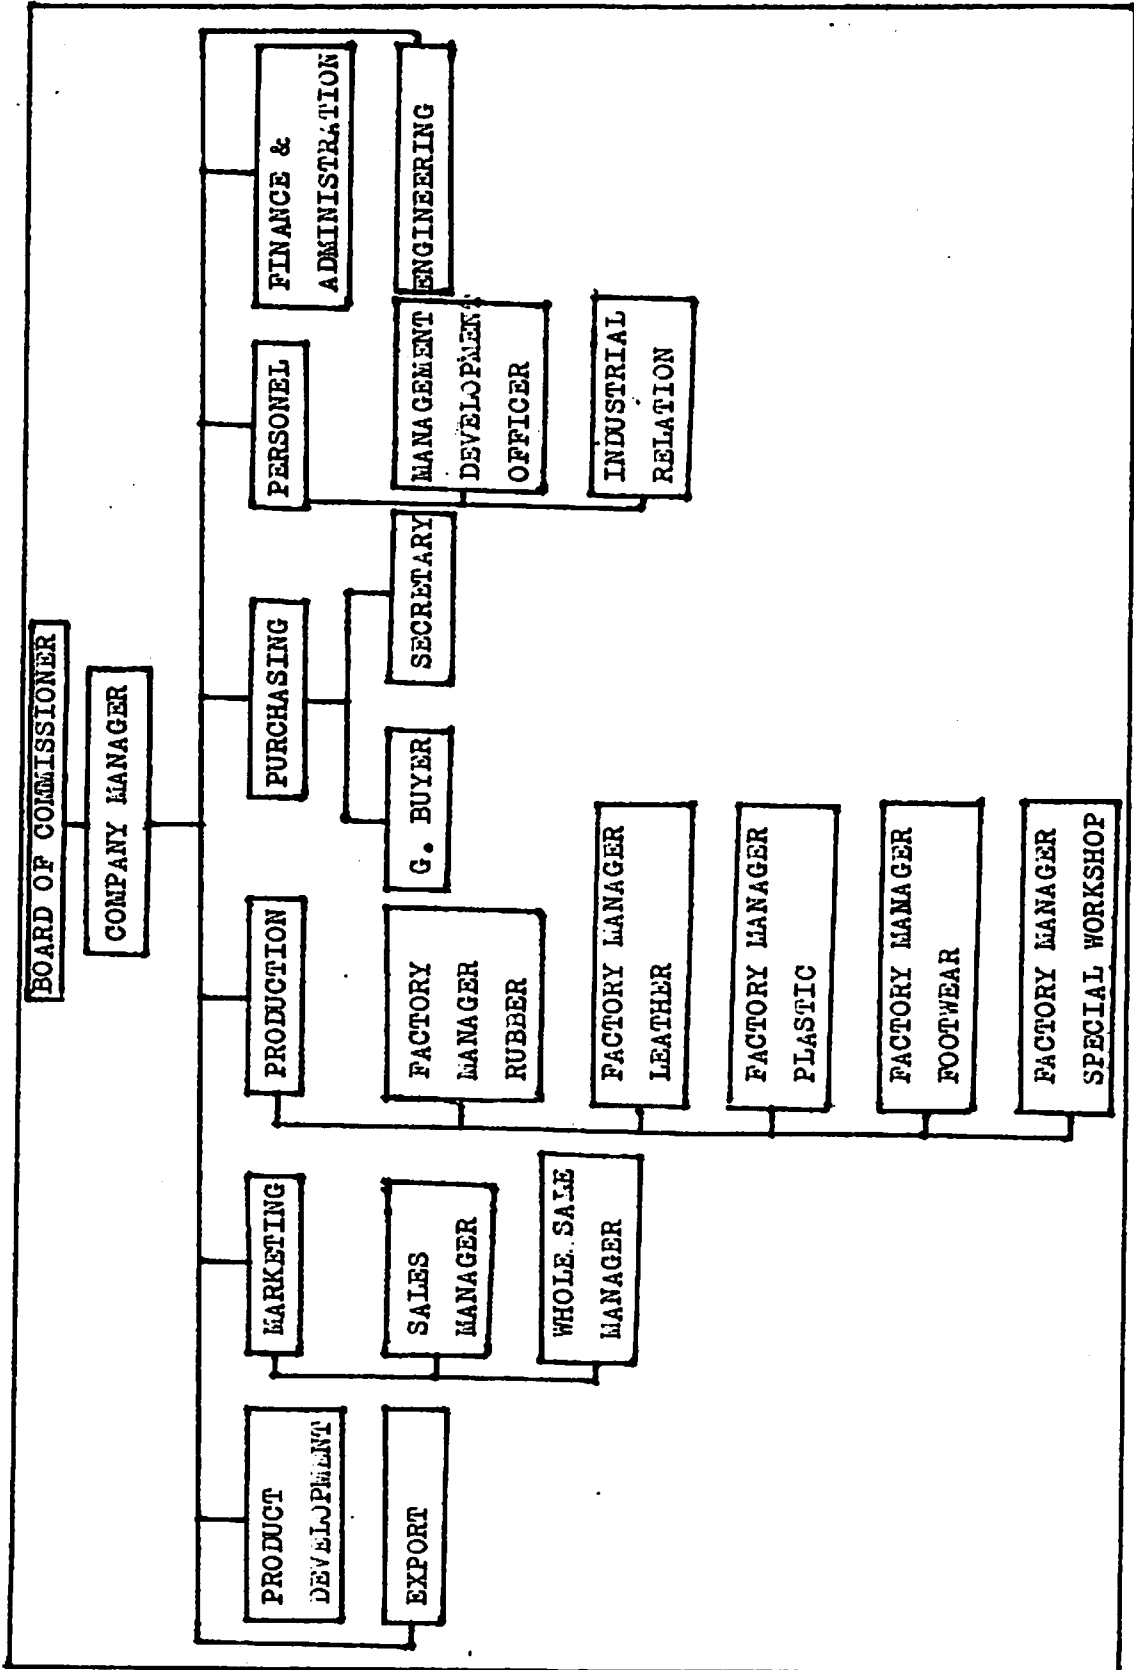 BOARD OF COMMISSIONER
COMPANY MANAGER
PRODUCT
DEVELOPMENT
EXPORT
MARKETING
SALES
MANAGER
WHOLE SALE
MANAGER
PRODUCTION
FACTORY
MANAGER
RUBBER
FACTORY MANAGER
LEATHER
FACTORY MANAGER
PLASTIC
FACTORY MANAGER
FOOTWEAR
FACTORY MANAGER
SPECIAL WORKSHOP
PURCHASING
G. BUYER
SECRETARY
PERSONEL
MANAGEMENT
DEVELOPMENT
OFFICER
INDUSTRIAL
RELATION
FINANCE &
ADMINISTRATION
ENGINEERING